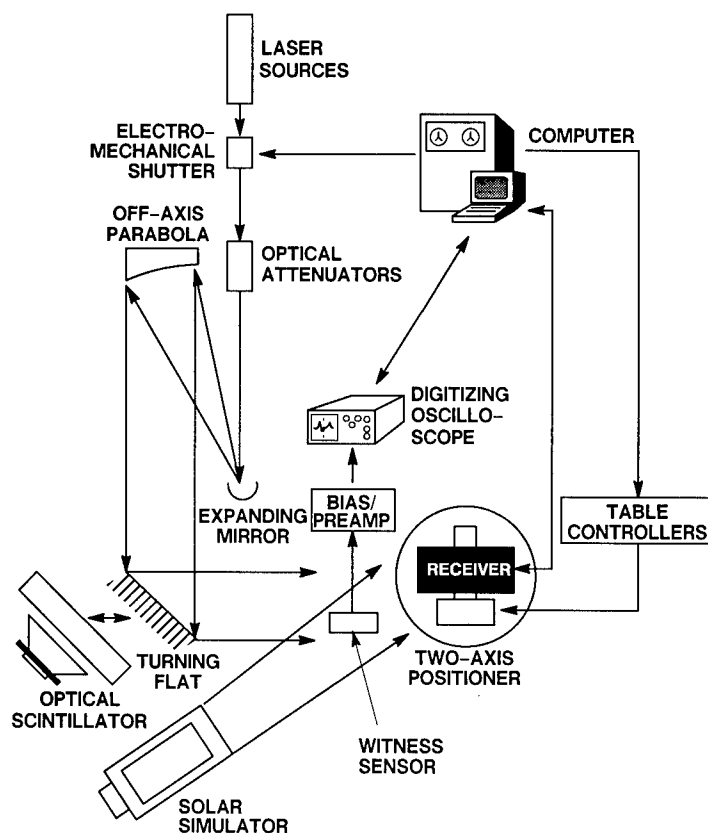 LASER
SOURCES
ELECTRO-
MECHANICAL
SHUTTER
COMPUTER
OFF-AXIS
PARABOLA
OPTICAL
ATTENUATORS
DIGITIZING
OSCILLO-
SCOPE
EXPANDING
MIRROR
BIAS/
PREAMP
TABLE
CONTROLLERS
RECEIVER
TWO-AXIS
POSITIONER
TURNING
FLAT
OPTICAL
SCINTILLATOR
WITNESS
SENSOR
SOLAR
SIMULATOR